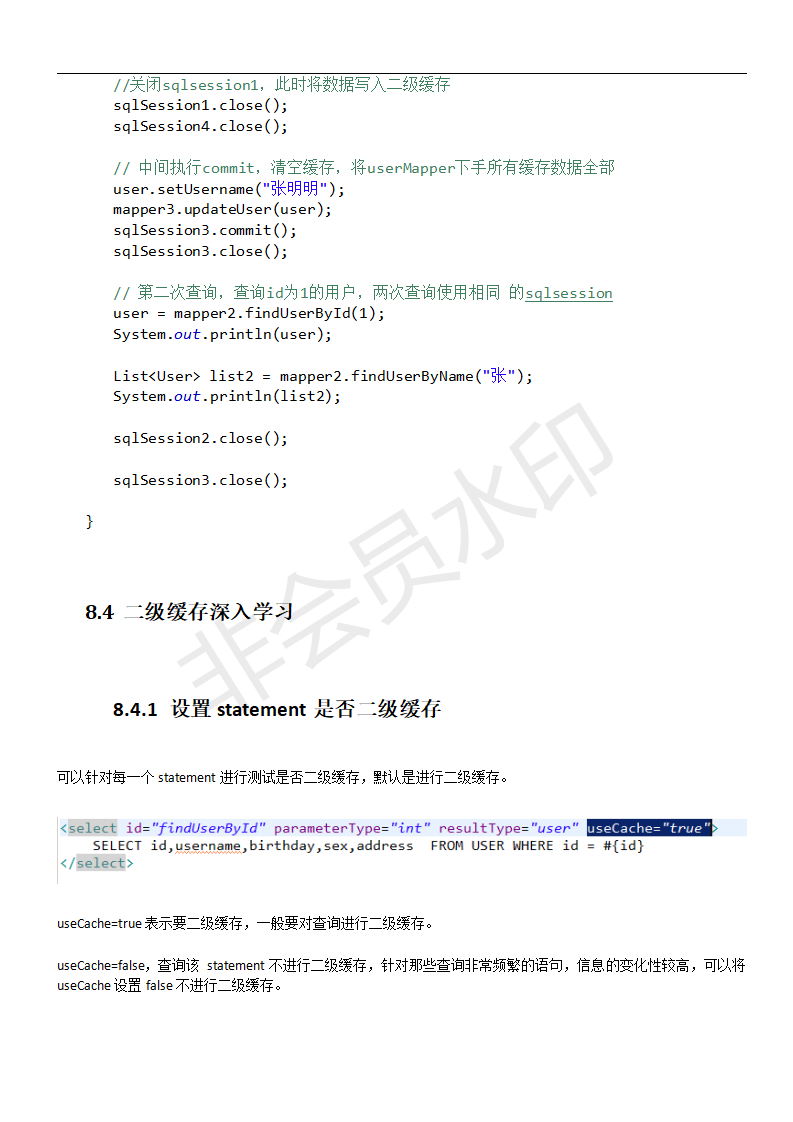 //关闭sqlsession1，此时将数据写入二级缓存
sqlSession1.close();
sqlSession4.close();
// 中间执行commit，清空缓存，将userMapper下手所有缓存数据全部
user.setUsername("张明明");
mapper3.updateUser(user);
sqlSession3.commit();
sqlSession3.close();
// 第二次查询，查询id为1的用户，两次查询使用相同 的sqlsession
user = mapper2.findUserById(1);
System.out.println(user);
List<User> list2 = mapper2.findUserByName("张");
System.out.println(list2);
sqlSession2.close();
sqlSession3.close();
}
8.4 二级缓存深入学习
8.4.1 设置 statement 是否二级缓存
可以针对每一个 statement 进行测试是否二级缓存，默认是进行二级缓存。
<select id="findUserById" parameterType="int" resultType="user" useCache="true">
SELECT id,username,birthday,sex,address FROM USER WHERE id = #{id}
</select>
useCache=true 表示要二级缓存，一般要对查询进行二级缓存。
useCache=false，查询该 statement 不进行二级缓存，针对那些查询非常频繁的语句，信息的变化性较高，可以将
useCache 设置 false 不进行二级缓存。
非会员水印